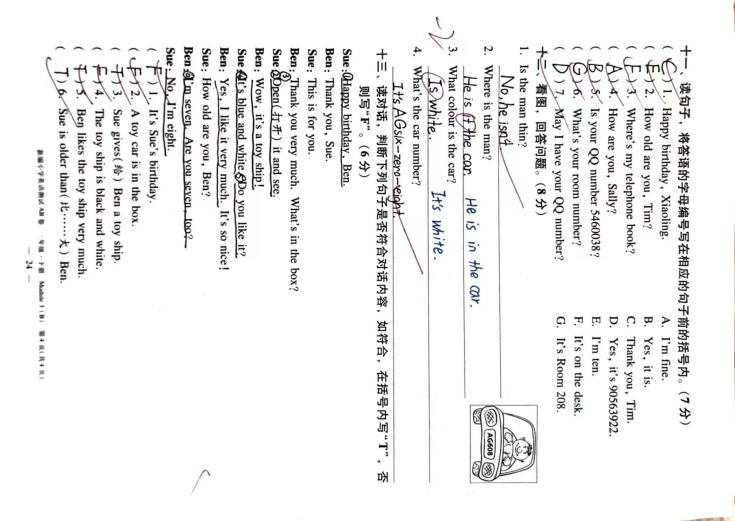 十一、读句子，将答语的字母编号写在相应的句子前的括号内。(7分)
( C ) 1. Happy birthday, Xiaoling. A. I'm fine.
( E ) 2. How old are you, Tim? B. Yes, it is.
( F ) 3. Where's my telephone book? C. Thank you, Tim.
( A ) 4. How are you, Sally? D. Yes, it's 90563922.
( B ) 5. Is your QQ number 5460038? E. I'm ten.
( G ) 6. What's your room number? F. It's on the desk.
( D ) 7. May I have your QQ number? G. It's Room 208.
十二、看图，回答问题。(8分)
1. Is the man thin?
No, he isn't
2. Where is the man?
He is the car. He is in the car.
-2
3. What colour is the car?
Is white. It's white.
4. What's the car number?
It's AG six-zero-eight.
AG608
十三、读对话，判断下列句子是否符合对话内容，如符合，在括号内写“T”，否
则写“F”。(6分)
Sue: Happy birthday, Ben.
Ben: Thank you, Sue.
Sue: This is for you.
Ben: Thank you very much. What's in the box?
Sue: Open(打开) it and see.
Ben: Wow, it's a toy ship!
Sue: It's blue and white. Do you like it?
Ben: Yes, I like it very much. It's so nice!
Sue: How old are you, Ben?
Ben: I'm seven. Are you seven, too?
Sue: No, I'm eight.
( F ) 1. It's Sue's birthday.
( F ) 2. A toy car is in the box.
( T ) 3. Sue gives(给) Ben a toy ship.
( F ) 4. The toy ship is black and white.
( T ) 5. Ben likes the toy ship very much.
( T ) 6. Sue is older than(比……大) Ben.
新编小学英语测试AB卷 一年级·下册 Module 1 (B) 第4页(共4页)
— 24 —